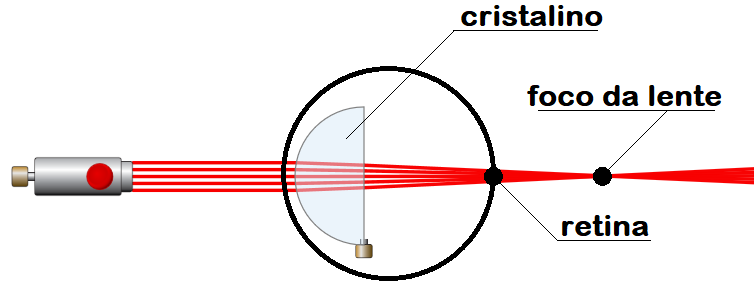 cristalino
foco da lente
retina